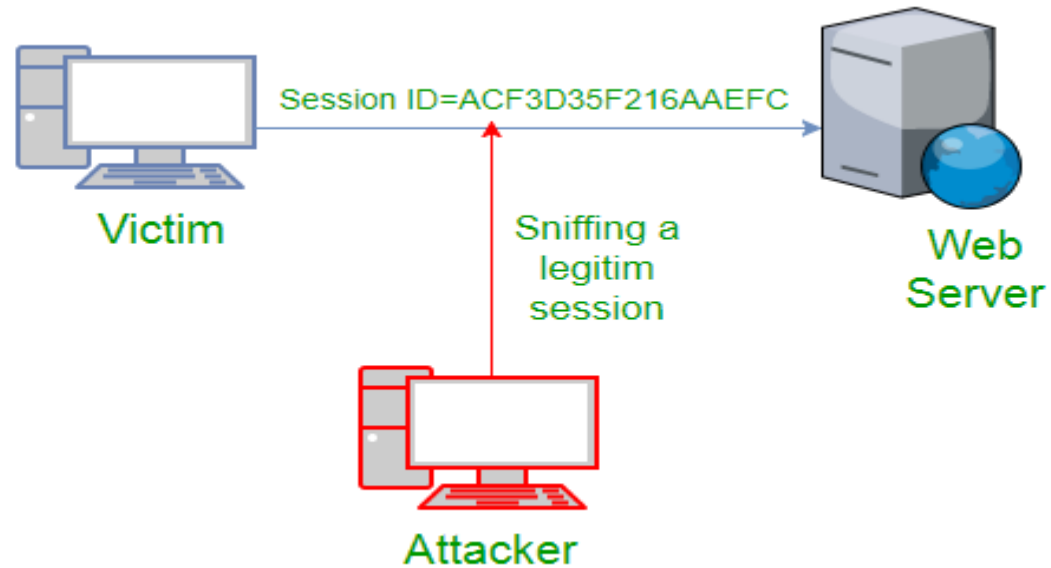 Session ID=ACF3D35F216AAEFC
Victim
Sniffing a
legitim
session
Web
Server
Attacker